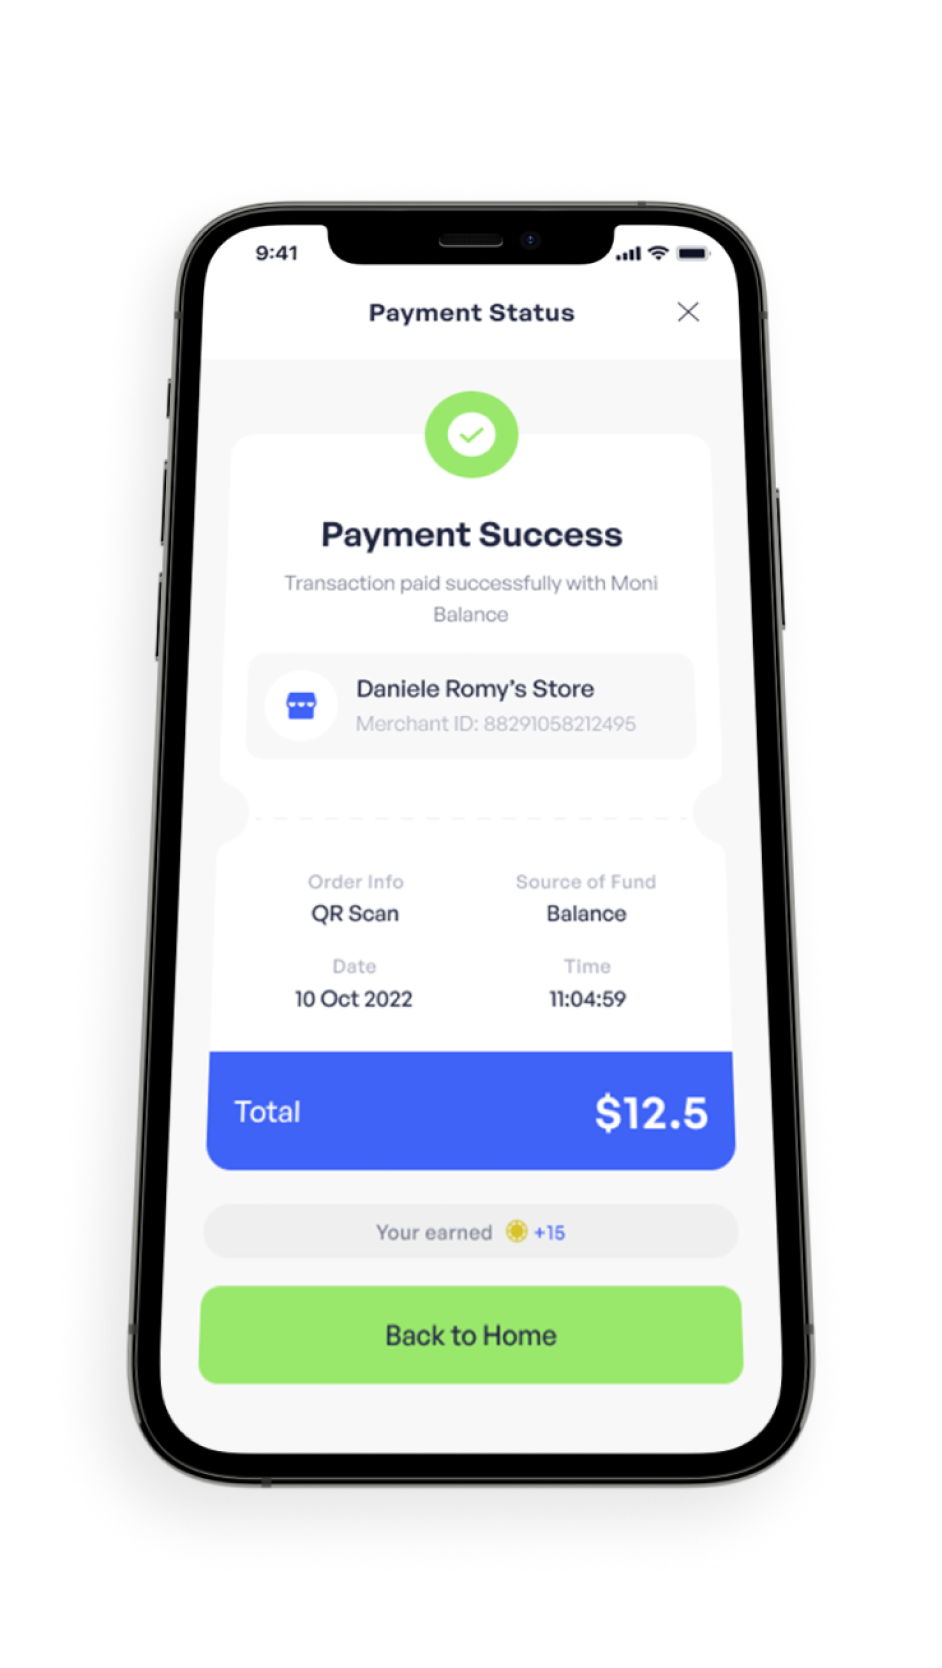 9:41
Payment Status
Payment Success
Transaction paid successfully with Moni
Balance
Daniele Romy’s Store
Merchant ID: 88291058212495
Order Info
Source of Fund
QR Scan
Balance
Date
Time
10 Oct 2022
11:04:59
Total
$12.5
Your earned +15
Back to Home